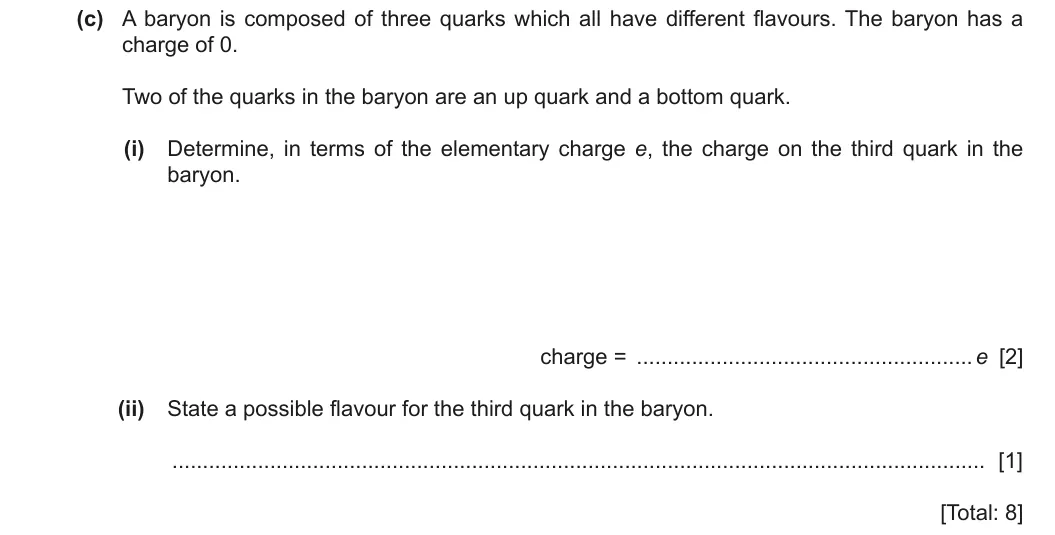 (c) A baryon is composed of three quarks which all have different flavours. The baryon has a
charge of 0.
Two of the quarks in the baryon are an up quark and a bottom quark.
(i) Determine, in terms of the elementary charge e, the charge on the third quark in the
baryon.
charge = ....................................................... e [2]
(ii) State a possible flavour for the third quark in the baryon.
..................................................................................................................................... [1]
[Total: 8]